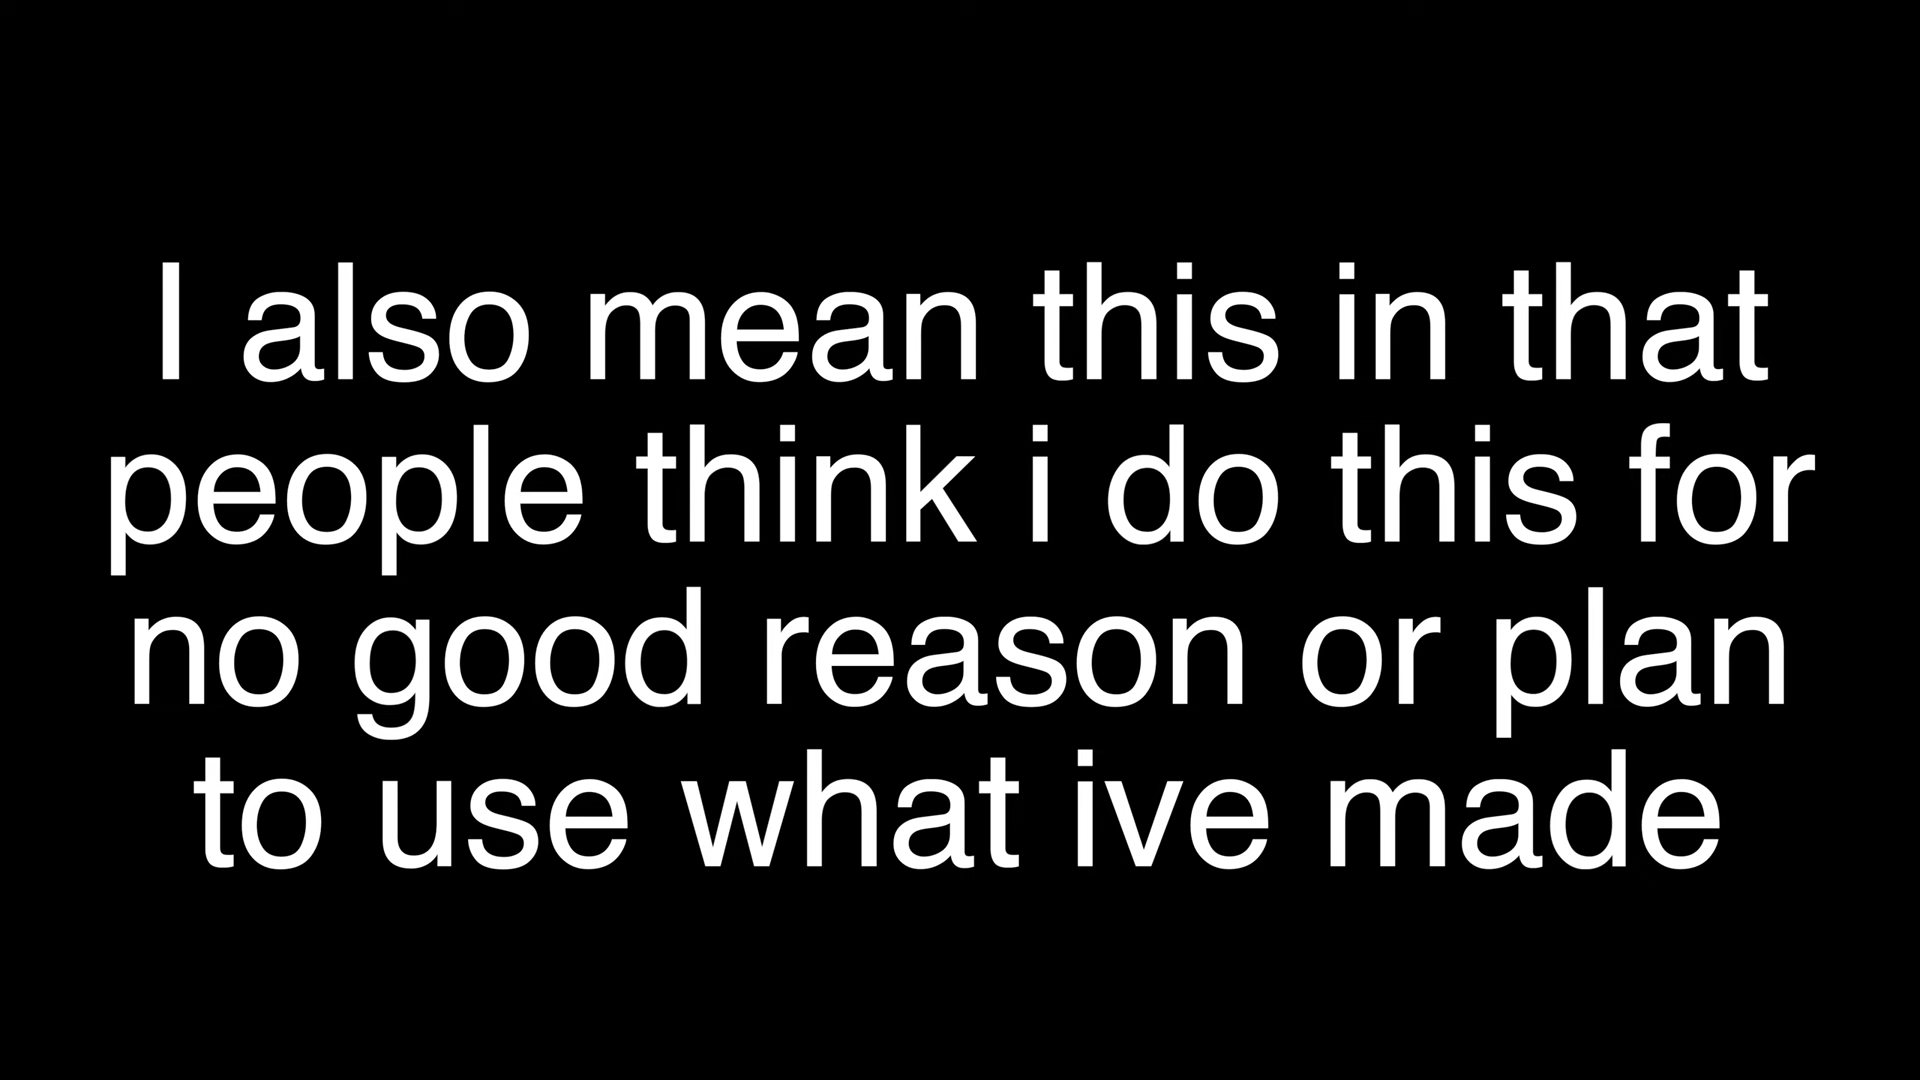 I also mean this in that
people think i do this for
no good reason or plan
to use what ive made